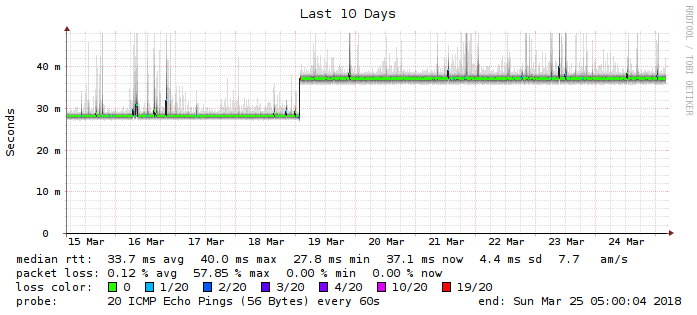 Last 10 Days
RRDTOOL / TOBI OETIKER
Seconds
40 m
30 m
20 m
10 m
0
15 Mar 16 Mar 17 Mar 18 Mar 19 Mar 20 Mar 21 Mar 22 Mar 23 Mar 24 Mar
median rtt: 33.7 ms avg 40.0 ms max 27.8 ms min 37.1 ms now 4.4 ms sd 7.7 am/s
packet loss: 0.12 % avg 57.85 % max 0.00 % min 0.00 % now
loss color: 0 1/20 2/20 3/20 4/20 10/20 19/20
probe: 20 ICMP Echo Pings (56 Bytes) every 60s end: Sun Mar 25 05:00:04 2018